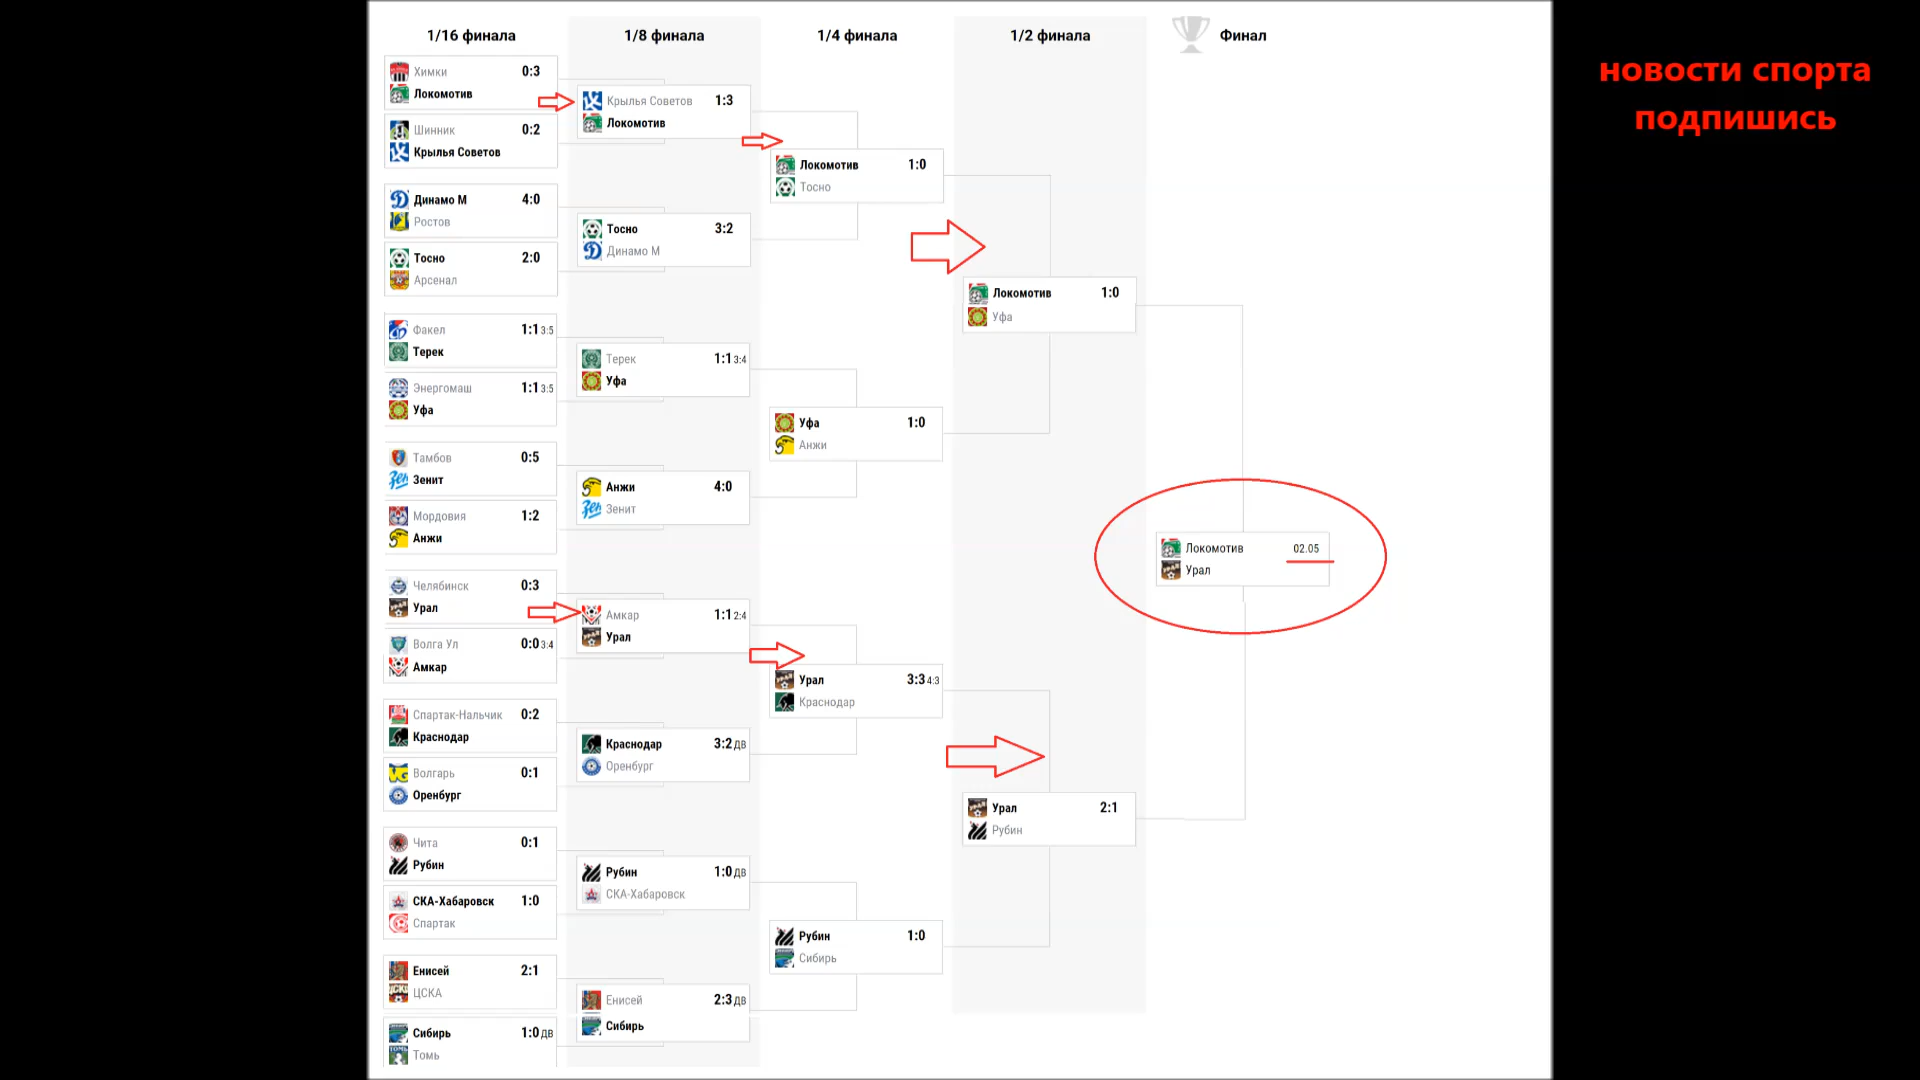 1/16 финала
1/8 финала
1/4 финала
1/2 финала
Финал
новости спорта
подпишись
Химки 0:3
Локомотив
Шинник 0:2
Крылья Советов
Динамо М 4:0
Ростов
Тосно 2:0
Арсенал
Факел 1:1 3:5
Терек
Энергомаш 1:1 3:5
Уфа
Тамбов 0:5
Зенит
Мордовия 1:2
Анжи
Челябинск 0:3
Урал
Волга Ул 0:0 3:4
Амкар
Спартак-Нальчик 0:2
Краснодар
Волгарь 0:1
Оренбург
Чита 0:1
Рубин
СКА-Хабаровск 1:0
Спартак
Енисей 2:1
ЦСКА
Сибирь 1:0 ДВ
Томь
Крылья Советов 1:3
Локомотив
Тосно 3:2
Динамо М
Терек 1:1 3:4
Уфа
Анжи 4:0
Зенит
Амкар 1:1 2:4
Урал
Краснодар 3:2 ДВ
Оренбург
Рубин 1:0 ДВ
СКА-Хабаровск
Енисей 2:3 ДВ
Сибирь
Локомотив 1:0
Тосно
Уфа 1:0
Анжи
Урал 3:3 4:3
Краснодар
Рубин 1:0
Сибирь
Локомотив 1:0
Уфа
Урал 2:1
Рубин
Локомотив 02.05
Урал